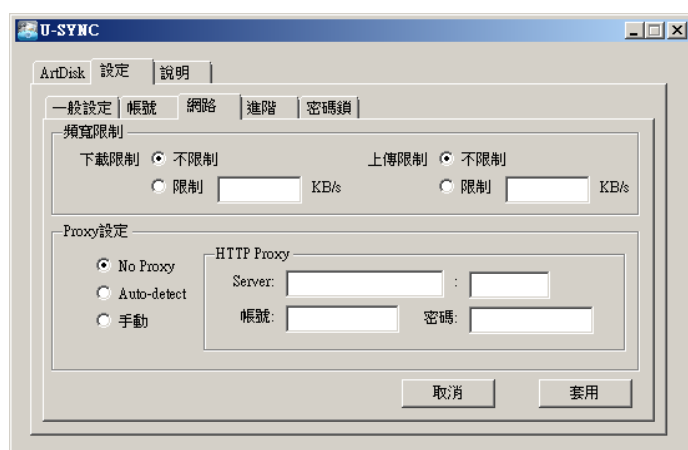 U-SYNC
ArtDisk 設定 說明
一般設定 帳號 網路 進階 密碼鎖
頻寬限制
下載限制 不限制 上傳限制 不限制
限制 KB/s 限制 KB/s
Proxy設定
HTTP Proxy
No Proxy Server: :
Auto-detect
手動 帳號: 密碼:
取消 套用